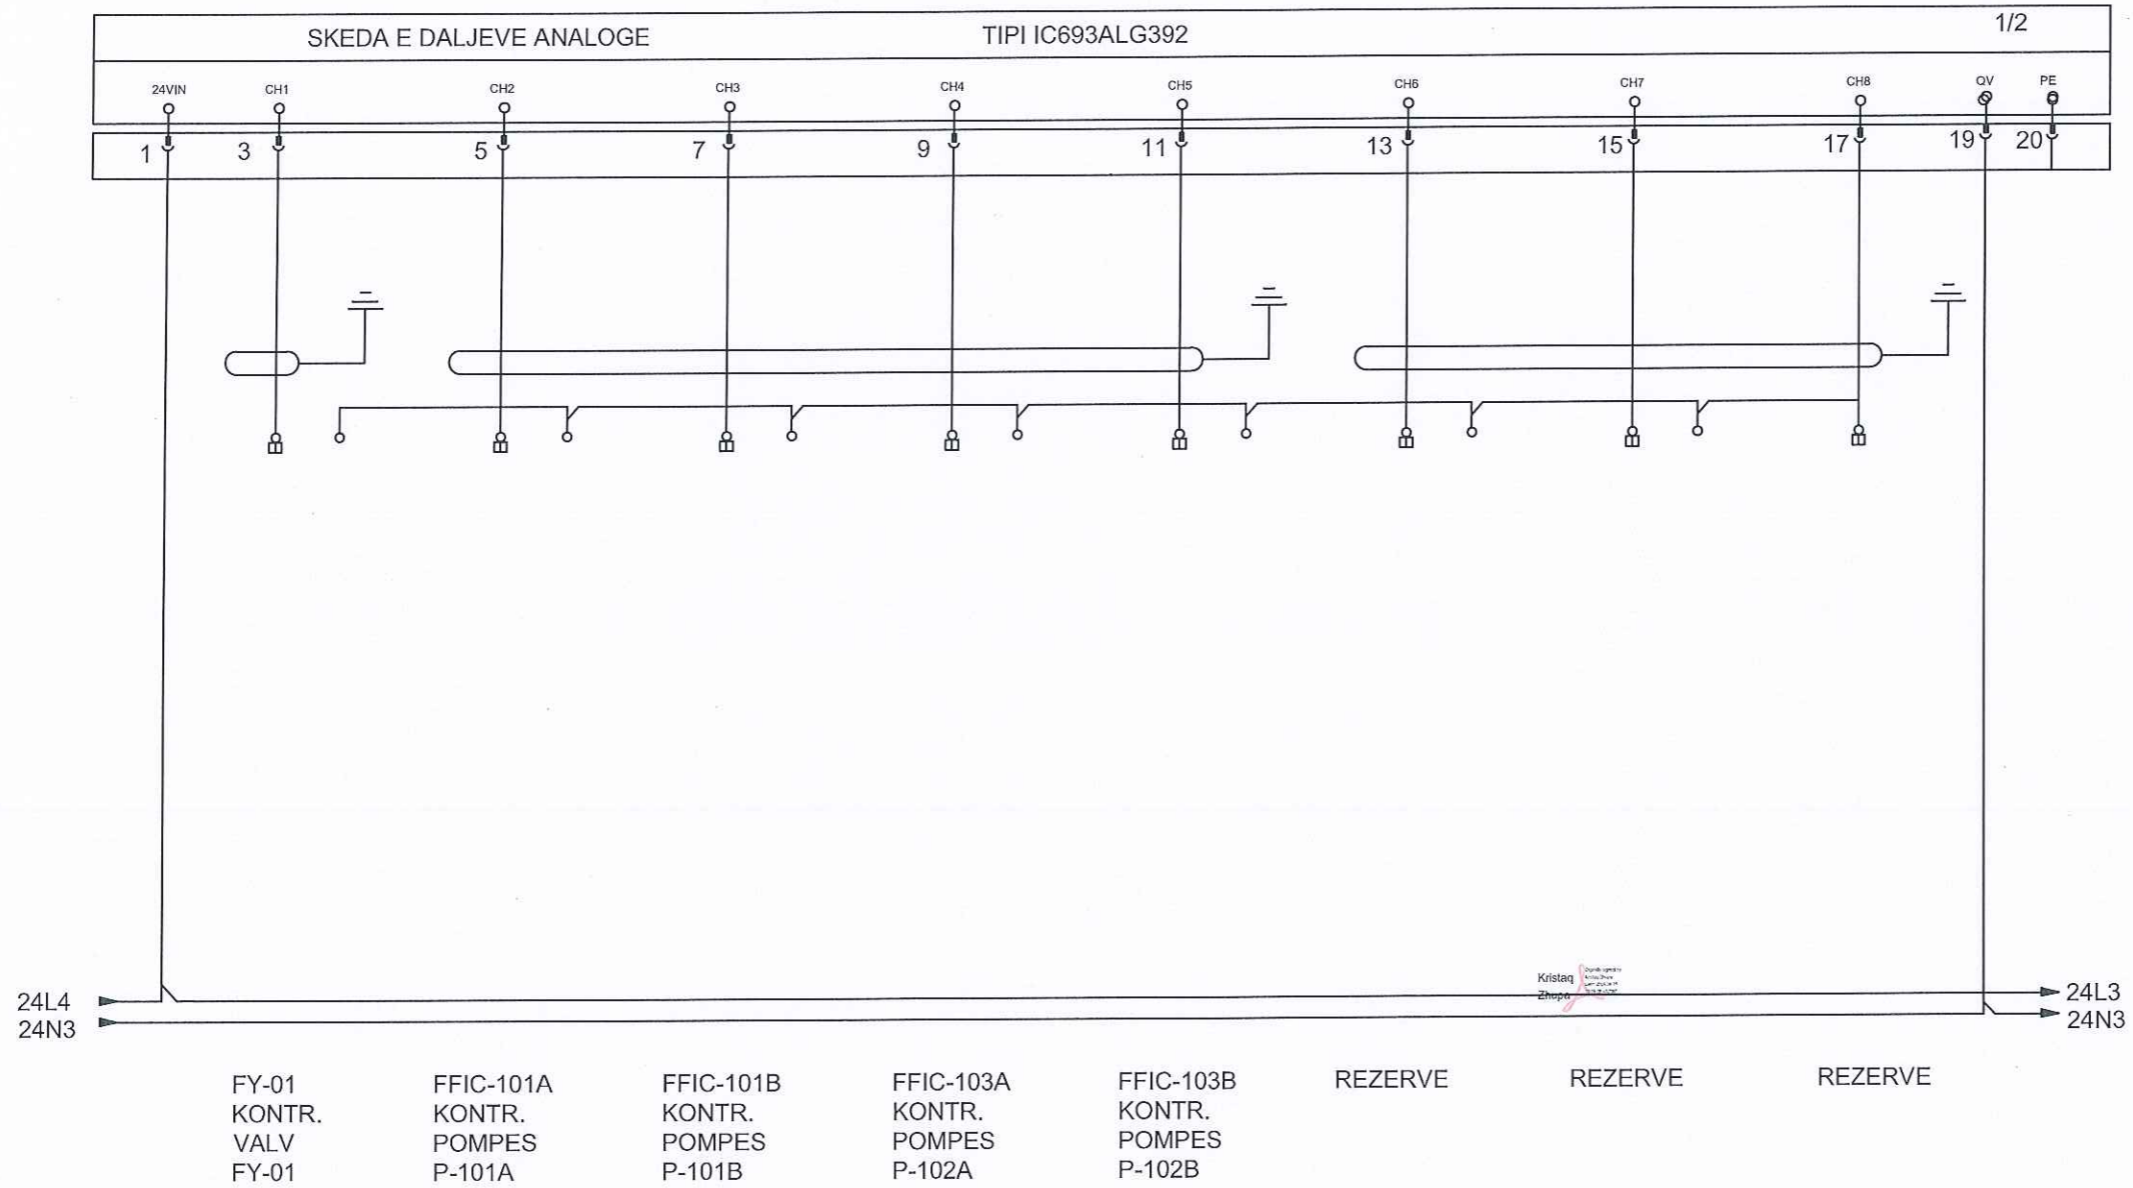 SKEDA E DALJEVE ANALOGE TIPI IC693ALG392 1/2
24VIN CH1 CH2 CH3 CH4 CH5 CH6 CH7 CH8 QV PE
1 3 5 7 9 11 13 15 17 19 20
Kristaq
Zhupa
24L4 24L3
24N3 24N3
FY-01 FFIC-101A FFIC-101B FFIC-103A FFIC-103B REZERVE REZERVE REZERVE
KONTR. KONTR. KONTR. KONTR. KONTR.
VALV POMPES POMPES POMPES POMPES
FY-01 P-101A P-101B P-102A P-102B